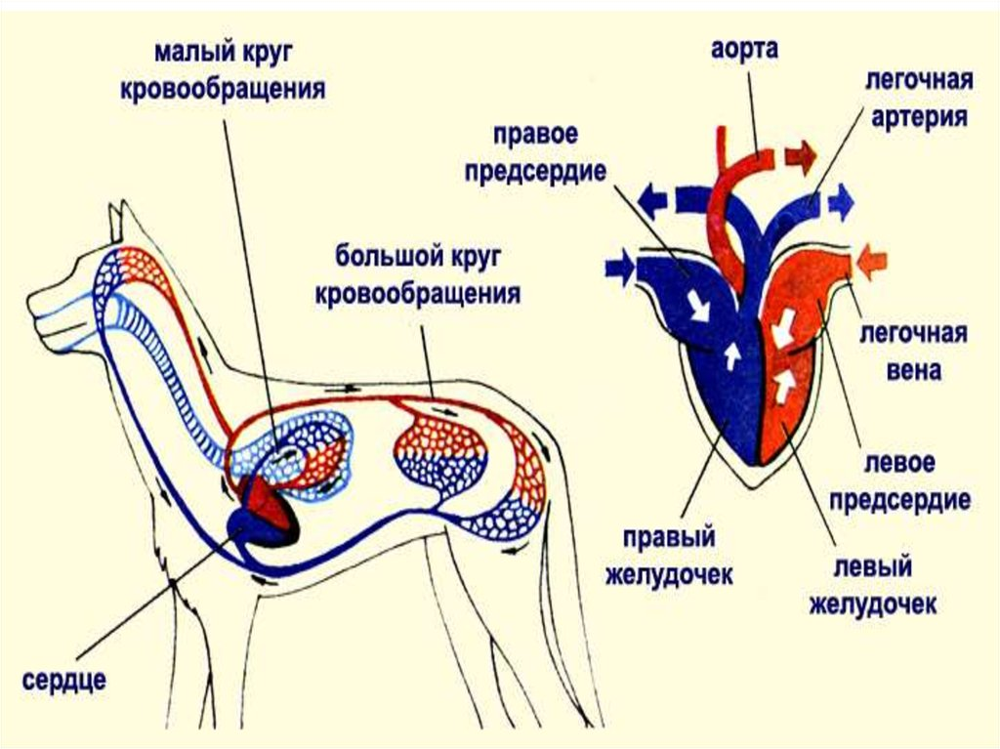 малый круг
кровообращения
аорта
легочная
артерия
правое
предсердие
большой круг
кровообращения
легочная
вена
левое
предсердие
правый
желудочек
левый
желудочек
сердце